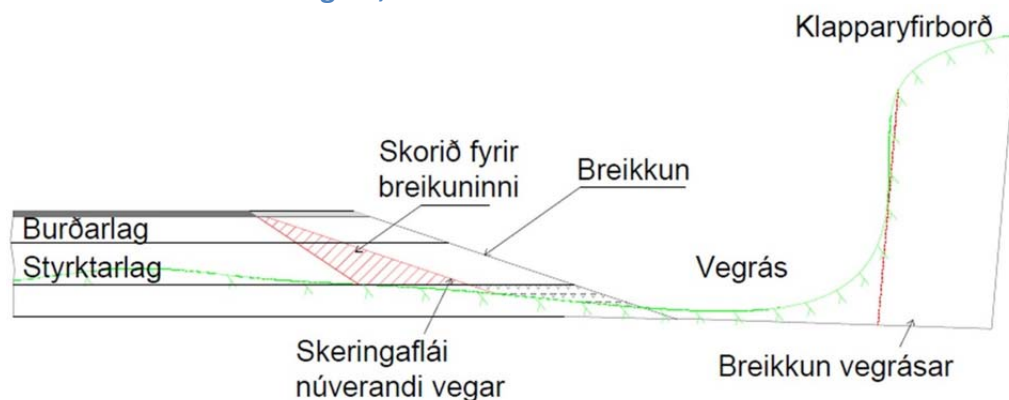 Klapparyfirborð
Skorið fyrir
breikuninni
Breikkun
Burðarlag
Styrktarlag
Vegrás
Skeringaflái
núverandi vegar
Breikkun vegrásar